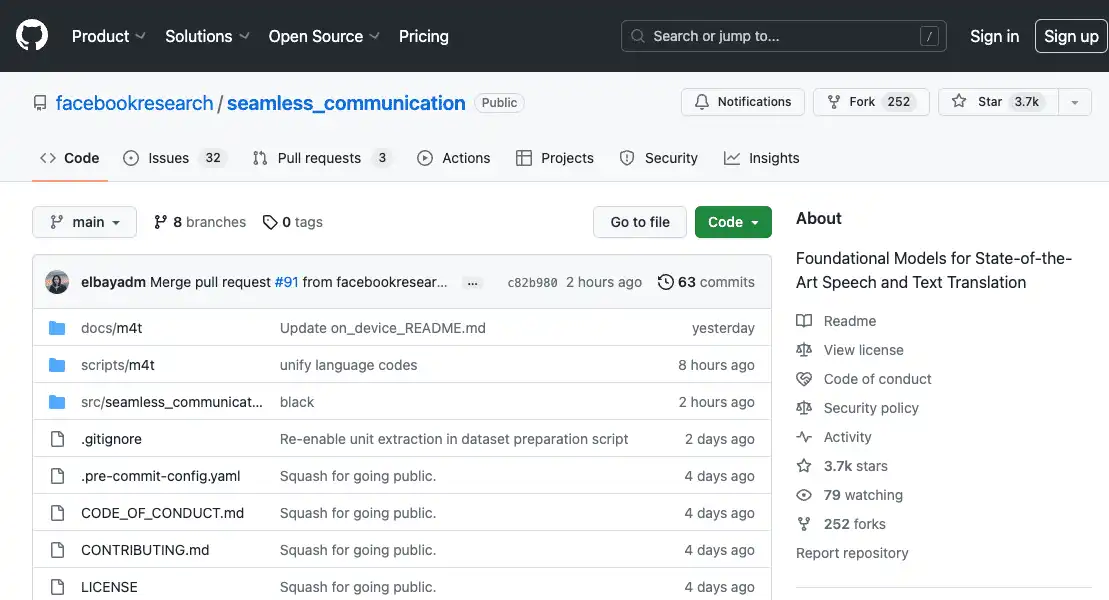 Product Solutions Open Source Pricing Search or jump to... / Sign in Sign up
facebookresearch / seamless_communication Public Notifications Fork 252 Star 3.7k
Code Issues 32 Pull requests 3 Actions Projects Security Insights
main 8 branches 0 tags Go to file Code
elbayadm Merge pull request #91 from facebookresear... ... c82b980 2 hours ago 63 commits
docs/m4t Update on_device_README.md yesterday
scripts/m4t unify language codes 8 hours ago
src/seamless_communicat... black 2 hours ago
.gitignore Re-enable unit extraction in dataset preparation script 2 days ago
.pre-commit-config.yaml Squash for going public. 4 days ago
CODE_OF_CONDUCT.md Squash for going public. 4 days ago
CONTRIBUTING.md Squash for going public. 4 days ago
LICENSE Squash for going public. 4 days ago
About
Foundational Models for State-of-the-
Art Speech and Text Translation
Readme
View license
Code of conduct
Security policy
Activity
3.7k stars
79 watching
252 forks
Report repository